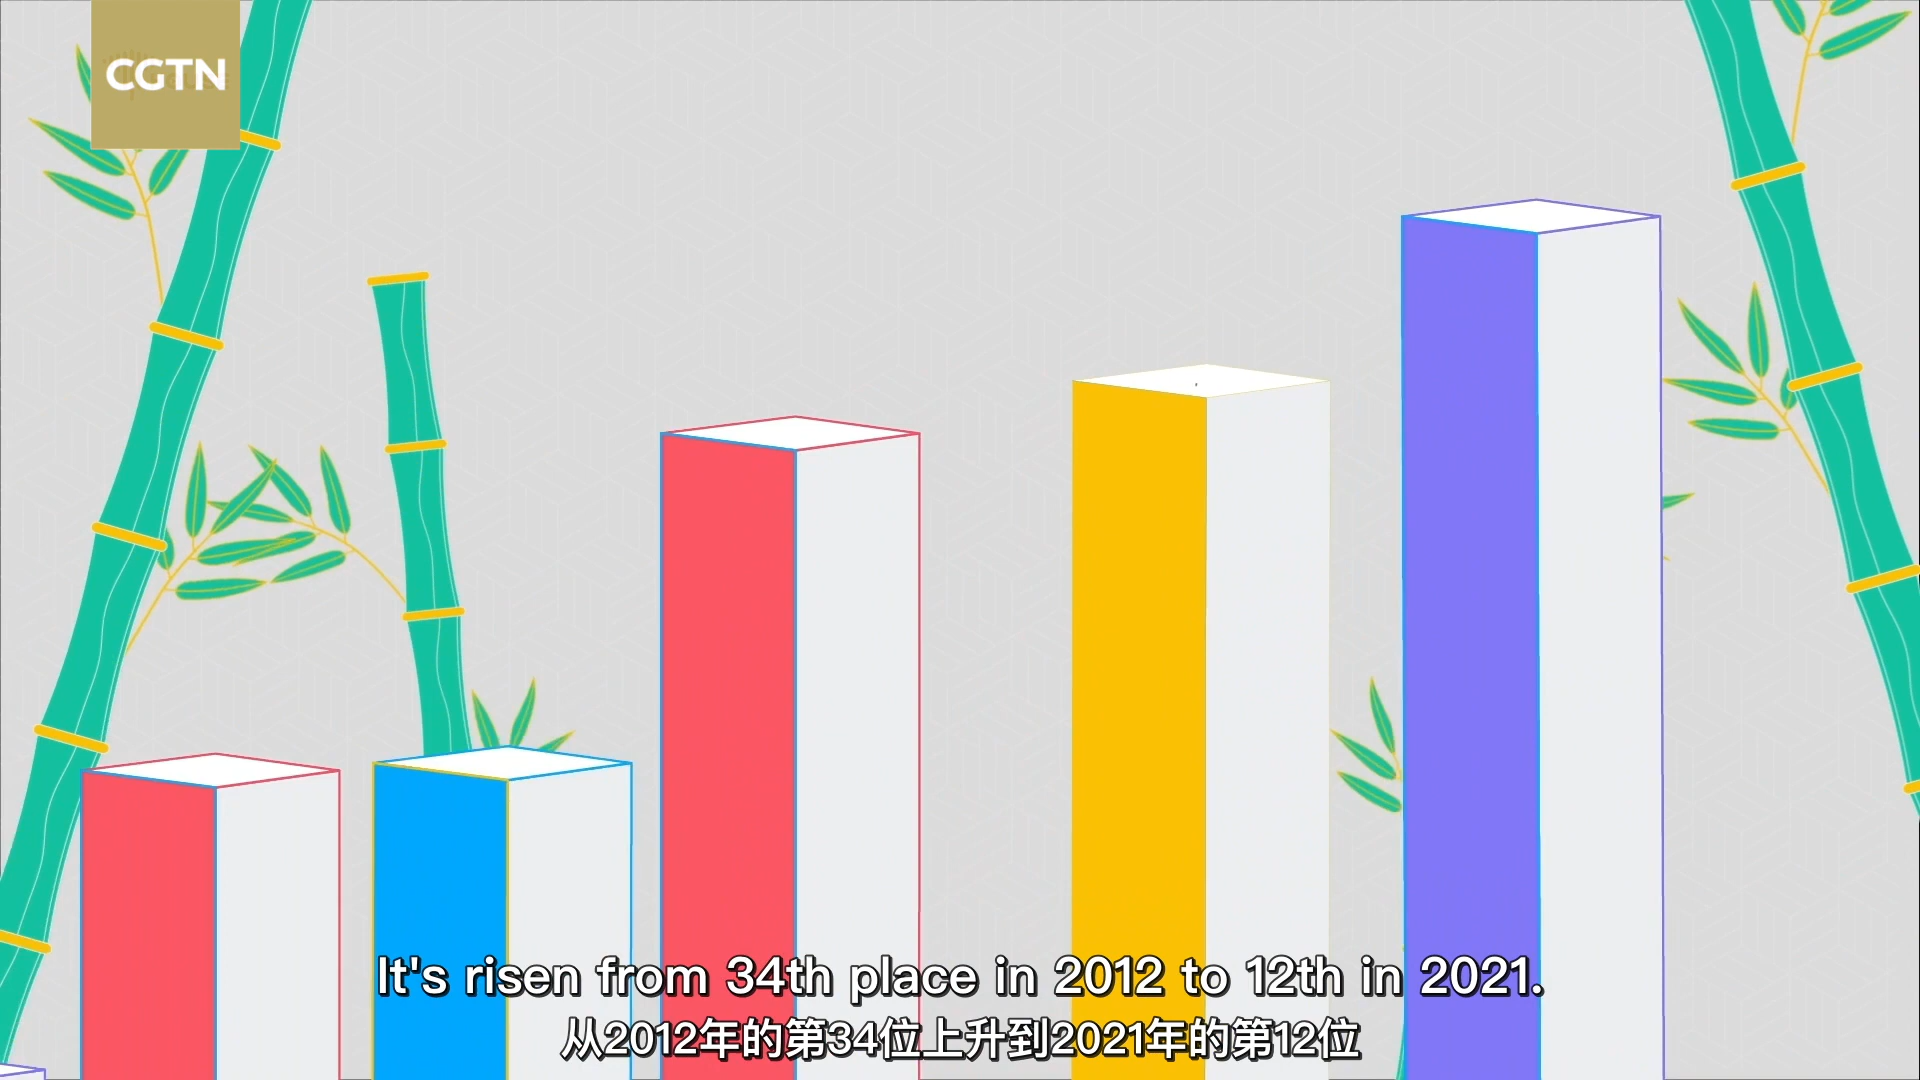 CGTN
It's risen from 34th place in 2012 to 12th in 2021.
从2012年的第34位上升到2021年的第12位